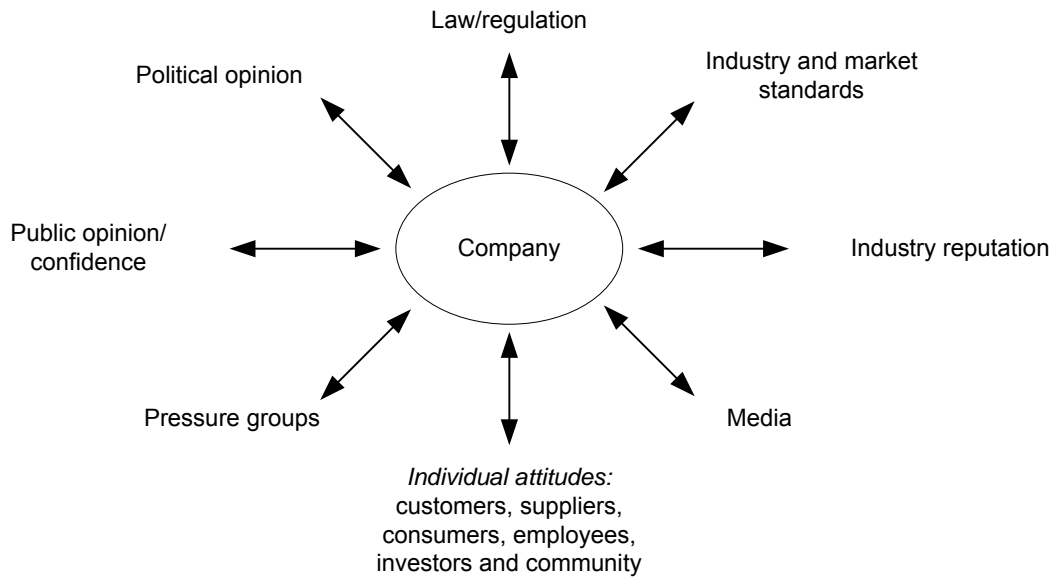 Law/regulation
Political opinion
Industry and market
standards
Public opinion/
confidence
Company
Industry reputation
Pressure groups
Media
Individual attitudes:
customers, suppliers,
consumers, employees,
investors and community